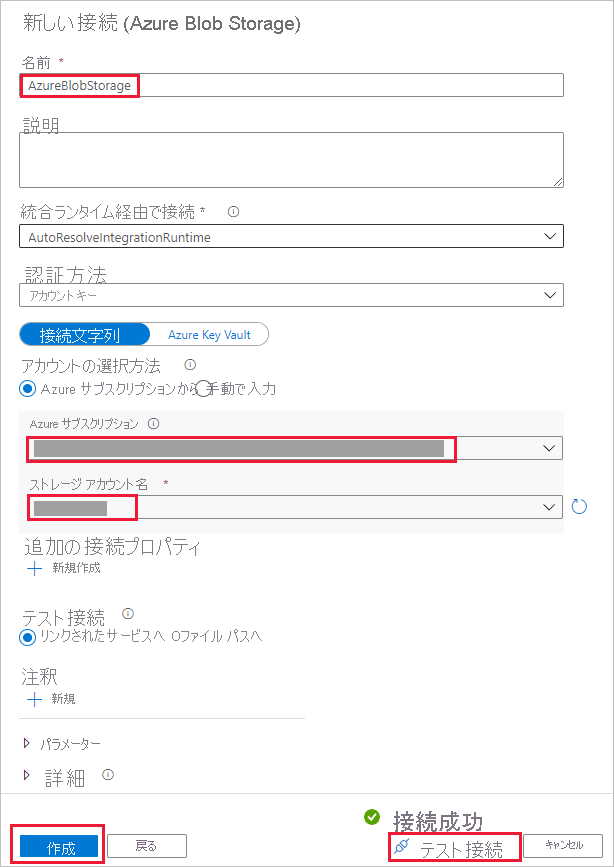 新しい接続 (Azure Blob Storage)
名前 *
AzureBlobStorage
説明
統合ランタイム経由で接続 *
AutoResolveIntegrationRuntime
認証方法
アカウント キー
接続文字列 Azure Key Vault
アカウントの選択方法
Azure サブスクリプションから 手動で入力
Azure サブスクリプション
ストレージ アカウント名 *
追加の接続プロパティ
新規作成
テスト接続
リンクされたサービスへ Oファイル パスへ
注釈
新規
パラメーター
詳細
接続成功
作成 戻る テスト接続 キャンセル